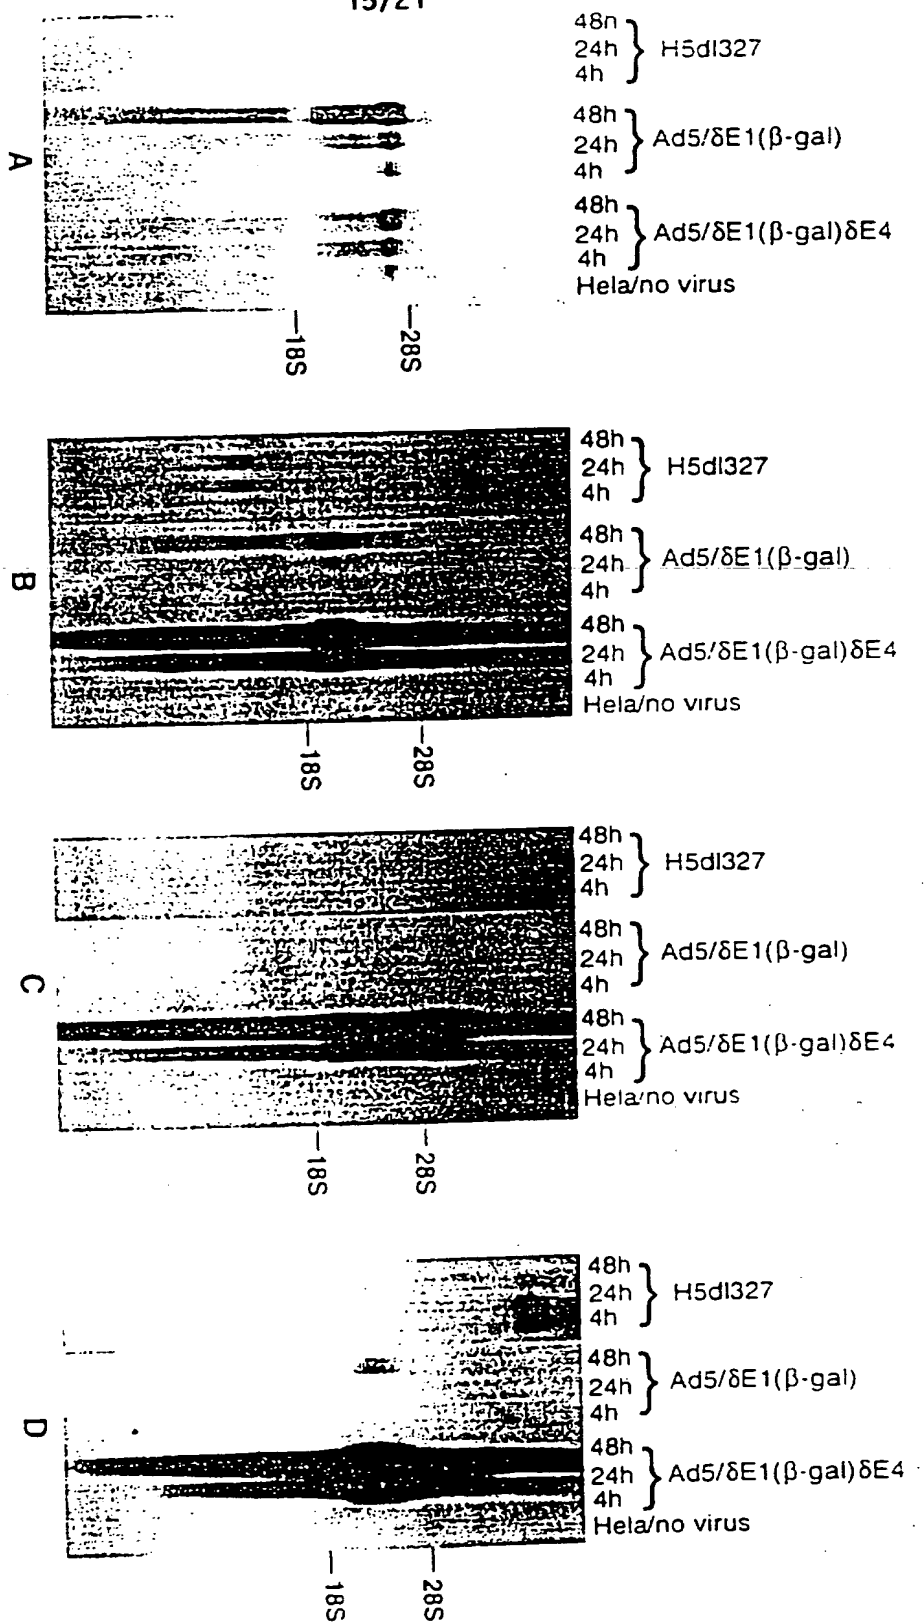 15/21
48h
24h
4h
} H5dl327
48h
24h
4h
} Ad5/δE1(β-gal)
48h
24h
4h
} Ad5/δE1(β-gal)δE4
Hela/no virus
A
–18S
–28S
48h
24h
4h
} H5dl327
48h
24h
4h
} Ad5/δE1(β-gal)
48h
24h
4h
} Ad5/δE1(β-gal)δE4
Hela/no virus
B
–18S
–28S
48h
24h
4h
} H5dl327
48h
24h
4h
} Ad5/δE1(β-gal)
48h
24h
4h
} Ad5/δE1(β-gal)δE4
Hela/no virus
C
–18S
–28S
48h
24h
4h
} H5dl327
48h
24h
4h
} Ad5/δE1(β-gal)
48h
24h
4h
} Ad5/δE1(β-gal)δE4
Hela/no virus
D
–18S
–28S